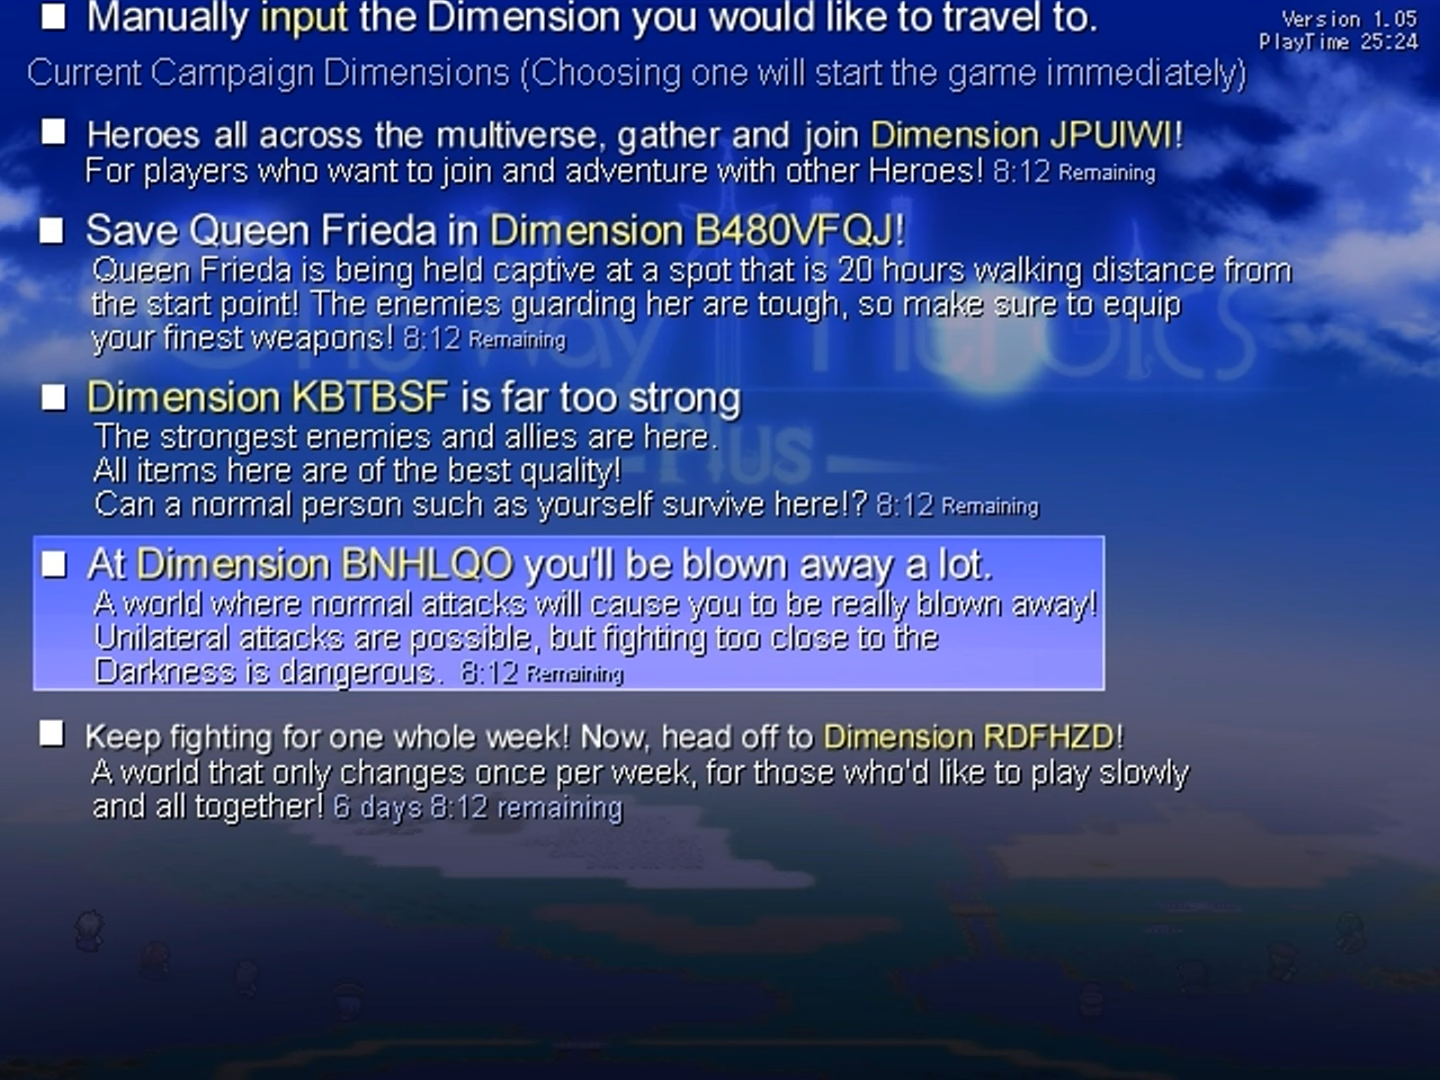 Manually input the Dimension you would like to travel to.
Version 1.05
PlayTime 25:24
Current Campaign Dimensions (Choosing one will start the game immediately)
Heroes all across the multiverse, gather and join Dimension JPUIWI!
For players who want to join and adventure with other Heroes! 8:12 Remaining
Save Queen Frieda in Dimension B480VFQJ!
Queen Frieda is being held captive at a spot that is 20 hours walking distance from
the start point! The enemies guarding her are tough, so make sure to equip
your finest weapons! 8:12 Remaining
Dimension KBTBSF is far too strong
The strongest enemies and allies are here.
All items here are of the best quality!
Can a normal person such as yourself survive here!? 8:12 Remaining
At Dimension BNHLQO you'll be blown away a lot.
A world where normal attacks will cause you to be really blown away!
Unilateral attacks are possible, but fighting too close to the
Darkness is dangerous. 8:12 Remaining
Keep fighting for one whole week! Now, head off to Dimension RDFHZD!
A world that only changes once per week, for those who'd like to play slowly
and all together! 6 days 8:12 remaining
Plus